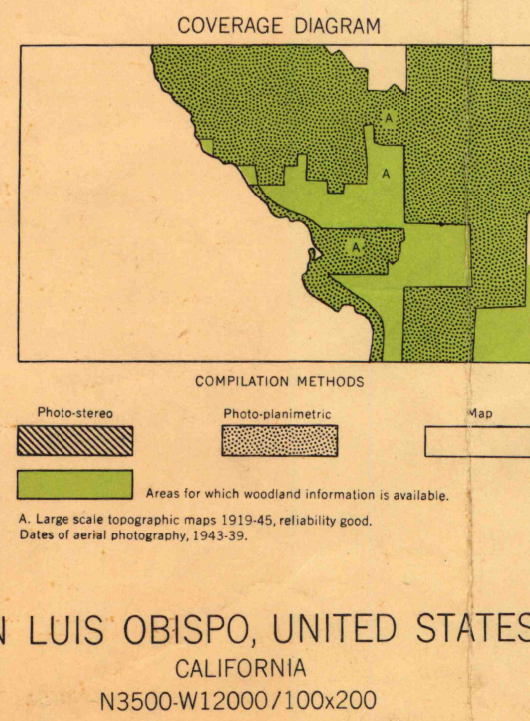 COVERAGE DIAGRAM
A
A
A
COMPILATION METHODS
Photo-stereo Photo-planimetric Map
Areas for which woodland information is available.
A. Large scale topographic maps 1919-45, reliability good.
Dates of aerial photography, 1943-39.
N LUIS OBISPO, UNITED STATES
CALIFORNIA
N3500-W12000/100x200